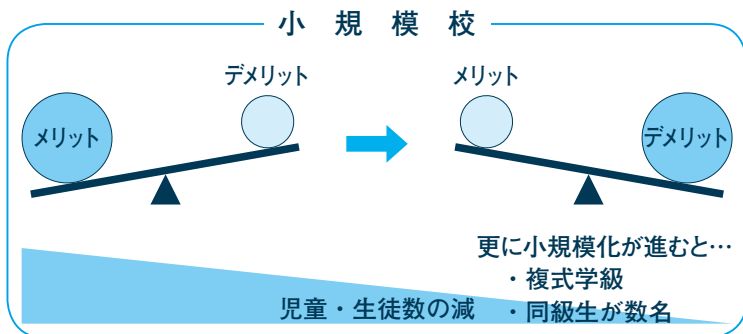 小規模校
デメリット
メリット
メリット
デメリット
更に小規模化が進むと…
・複式学級
・同級生が数名
児童・生徒数の減